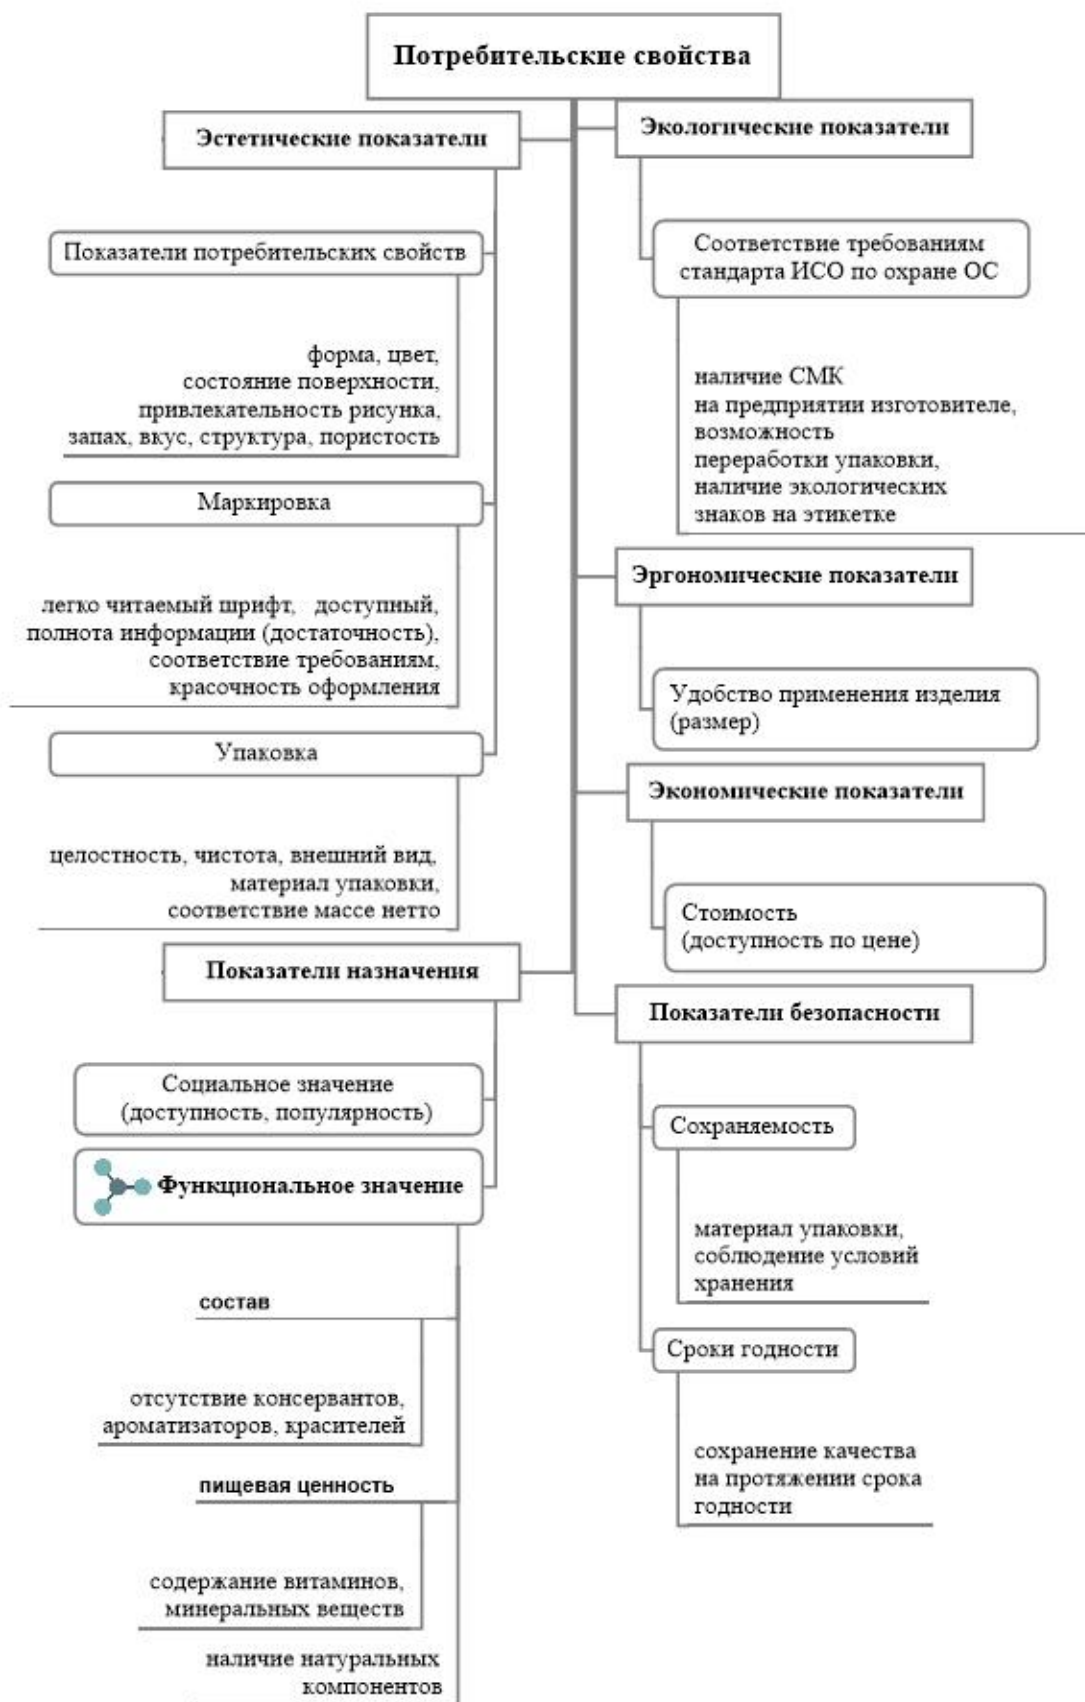 Потребительские свойства
Эстетические показатели
Показатели потребительских свойств
форма, цвет,
состояние поверхности,
привлекательность рисунка,
запах, вкус, структура, пористость
Маркировка
легко читаемый шрифт, доступный,
полнота информации (достаточность),
соответствие требованиям,
красочность оформления
Упаковка
целостность, чистота, внешний вид,
материал упаковки,
соответствие массе нетто
Показатели назначения
Социальное значение
(доступность, популярность)
Функциональное значение
состав
отсутствие консервантов,
ароматизаторов, красителей
пищевая ценность
содержание витаминов,
минеральных веществ
наличие натуральных
компонентов
Экологические показатели
Соответствие требованиям
стандарта ИСО по охране ОС
наличие СМК
на предприятии изготовителе,
возможность
переработки упаковки,
наличие экологических
знаков на этикетке
Эргономические показатели
Удобство применения изделия
(размер)
Экономические показатели
Стоимость
(доступность по цене)
Показатели безопасности
Сохраняемость
материал упаковки,
соблюдение условий
хранения
Сроки годности
сохранение качества
на протяжении срока
годности